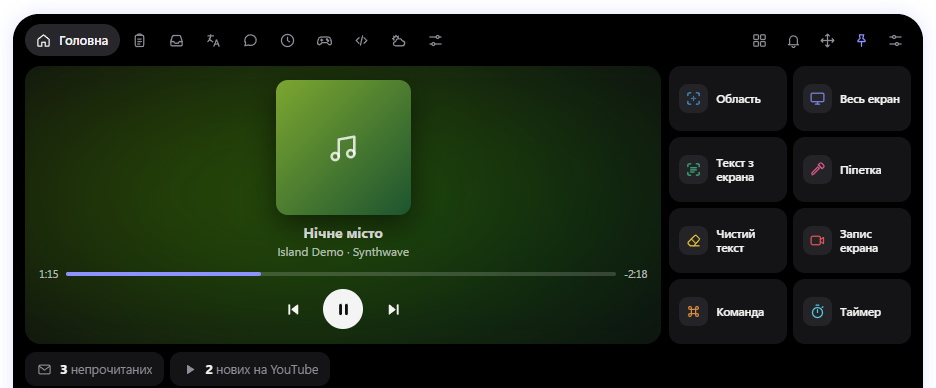 Головна
Нічне місто
Island Demo · Synthwave
1:15
-2:18
Область
Весь екран
Текст з
екрана
Піпетка
Чистий
текст
Запис
екрана
Команда
Таймер
3 непрочитаних
2 нових на YouTube